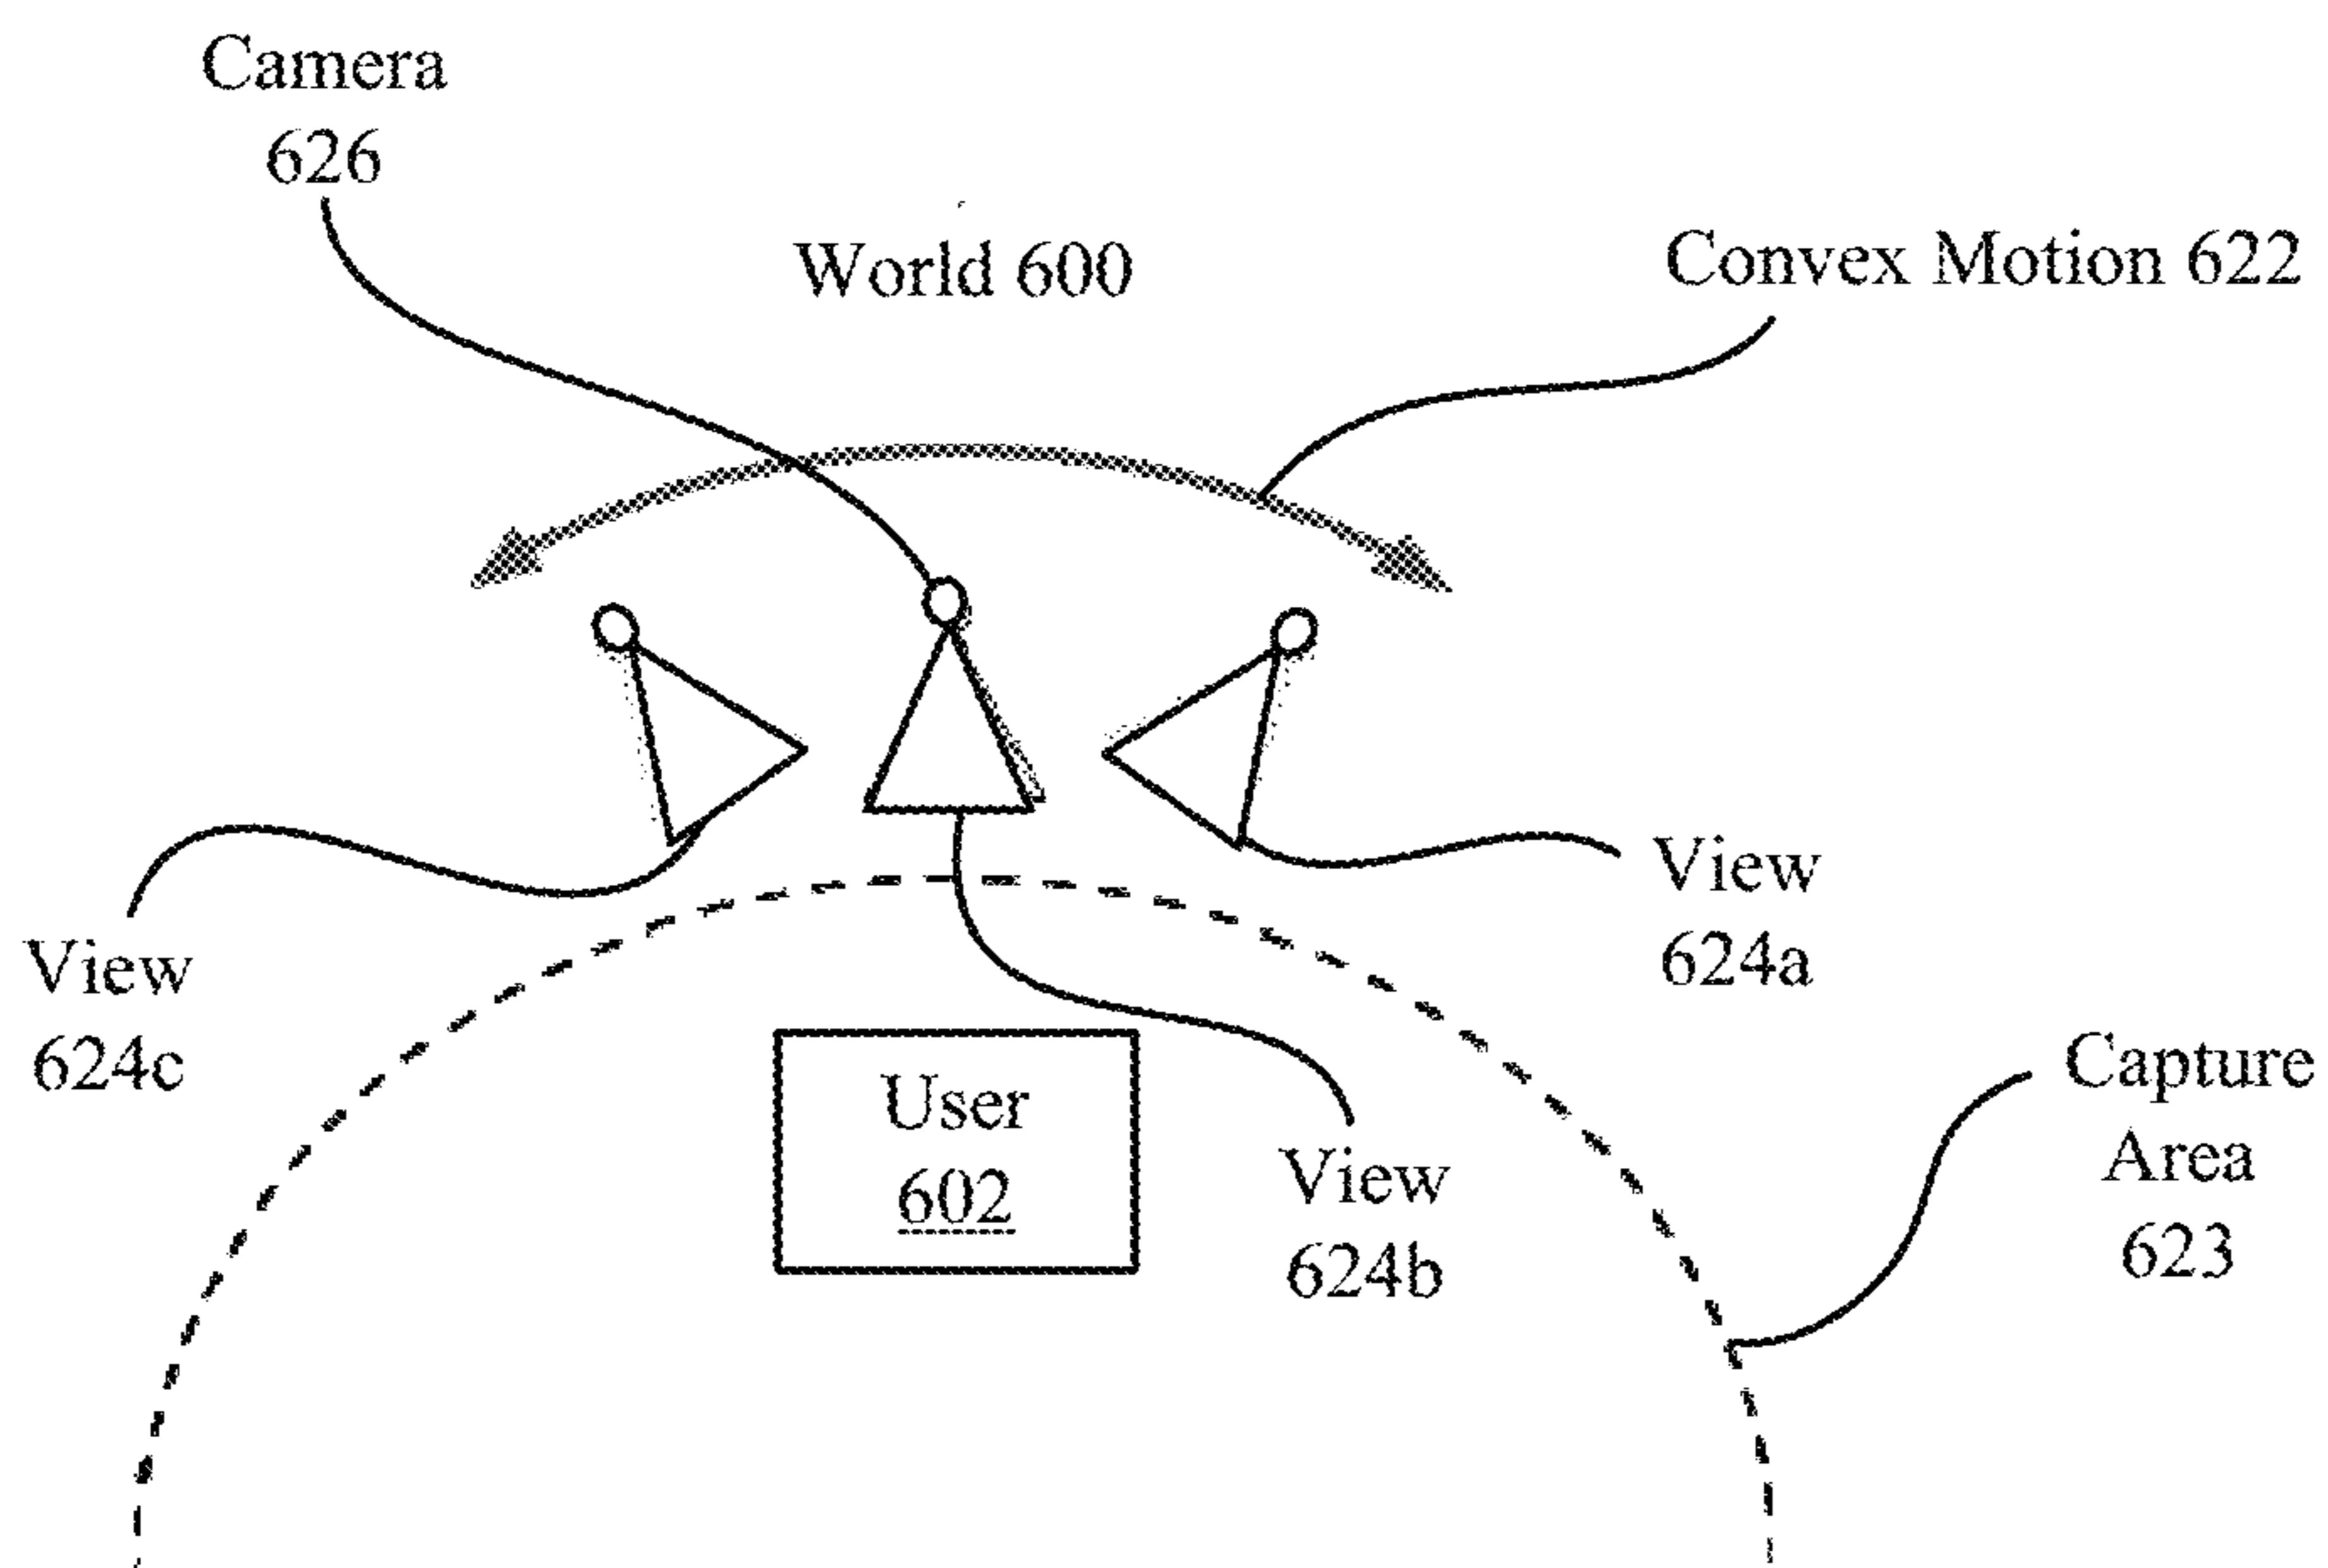 Camera
626
World 600
Convex Motion 622
View
624a
View
624c
User
602
View
624b
Capture
Area
623